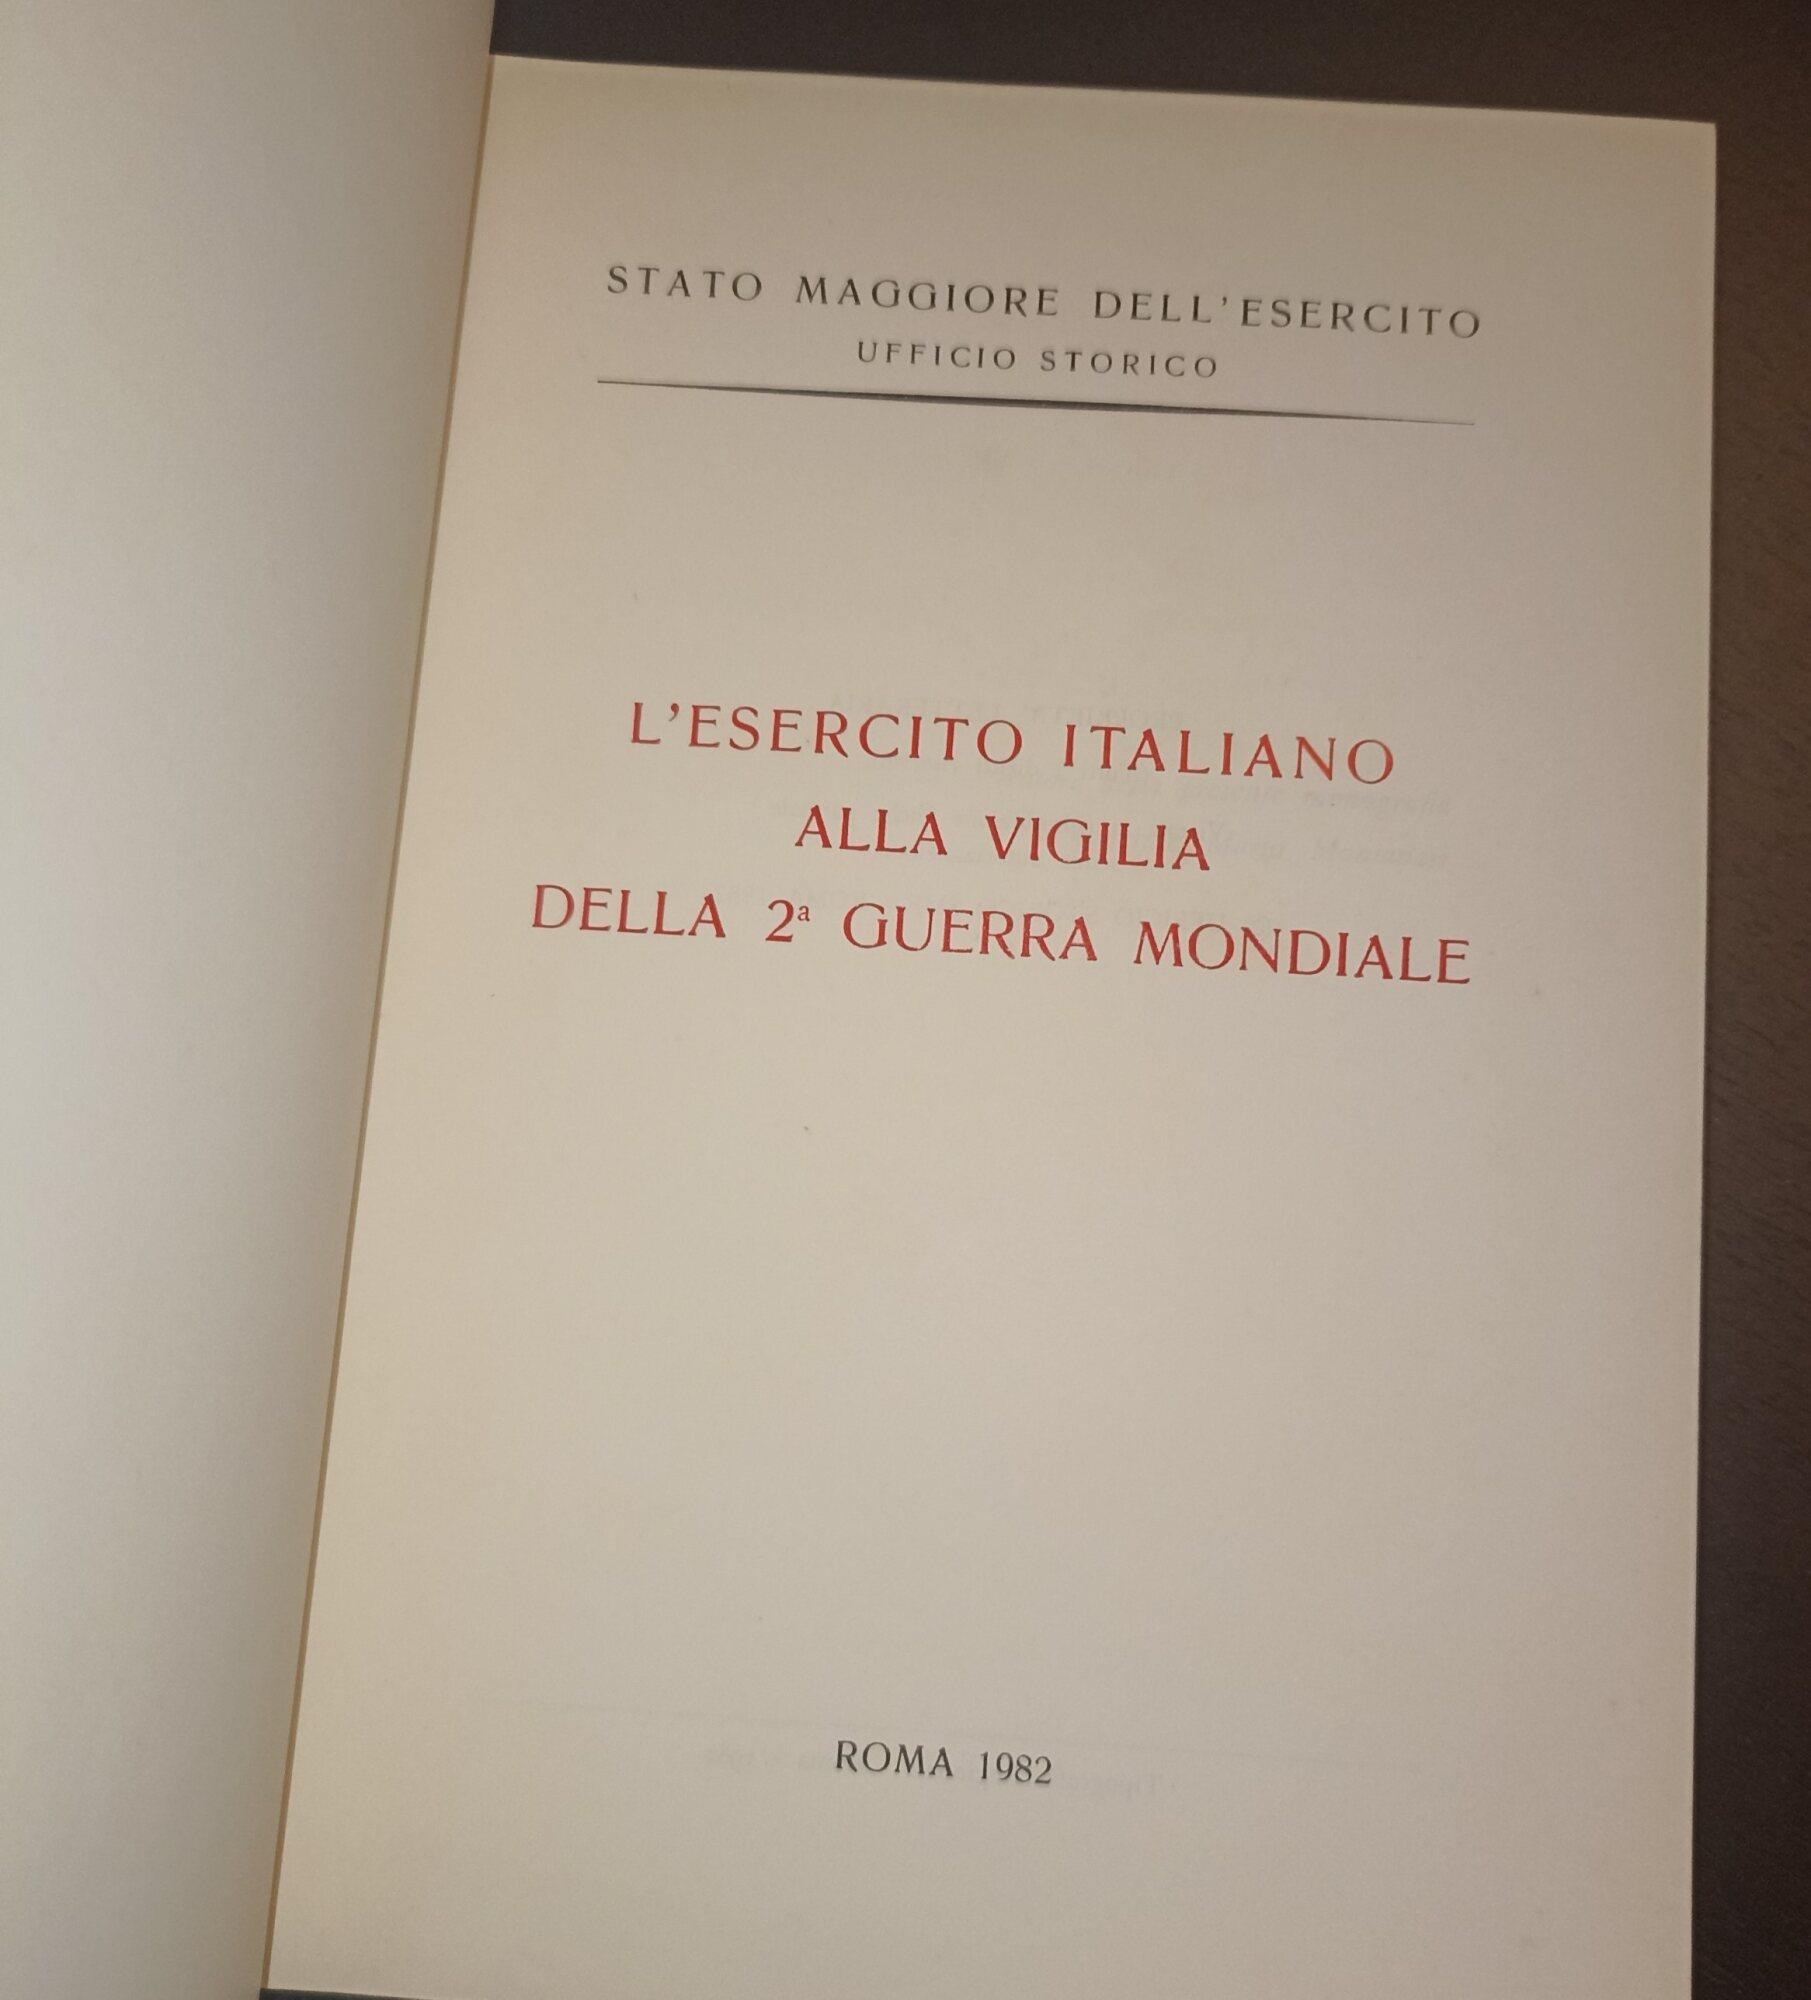 STATO MAGGIORE DELL'ESERCITO
UFFICIO STORICO
L'ESERCITO ITALIANO
ALLA VIGILIA
DELLA 2ª GUERRA MONDIALE
ROMA 1982